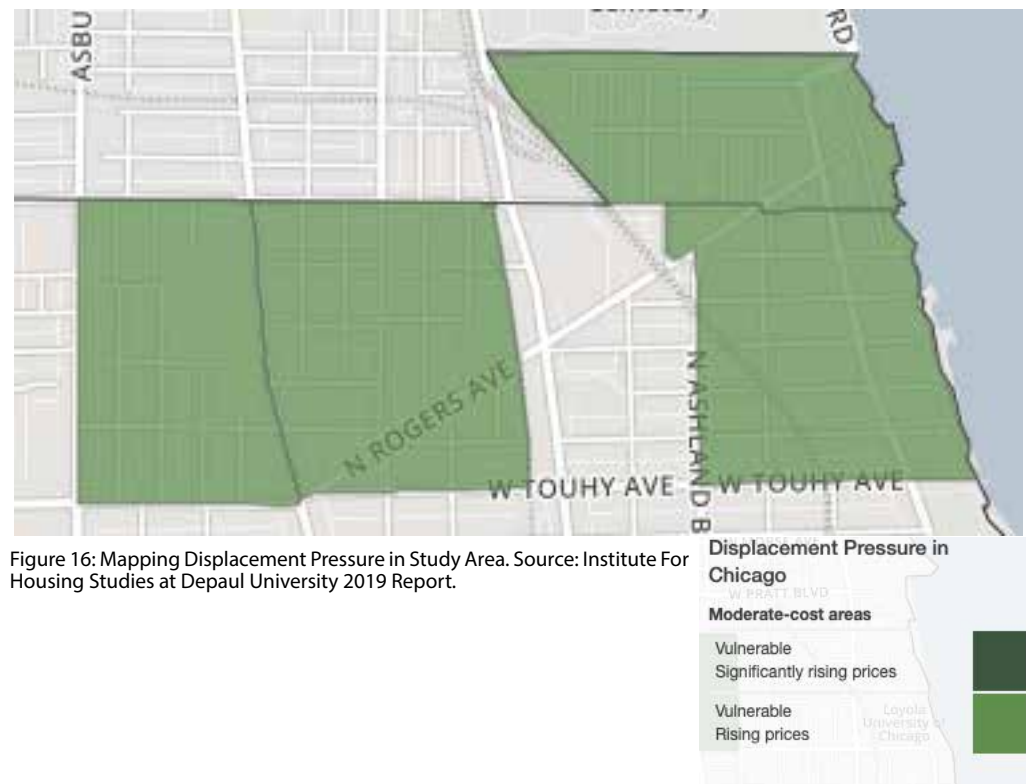 ASBU
RD
N ROGERS AVE
N ASHLAND B
W TOUHY AVE
W TOUHY AVE
Figure 16: Mapping Displacement Pressure in Study Area. Source: Institute For
Housing Studies at Depaul University 2019 Report.
Displacement Pressure in
Chicago
W PRATT BLVD
Moderate-cost areas
Vulnerable
Significantly rising prices
Vulnerable
Rising prices
Loyola
University of
Chicago